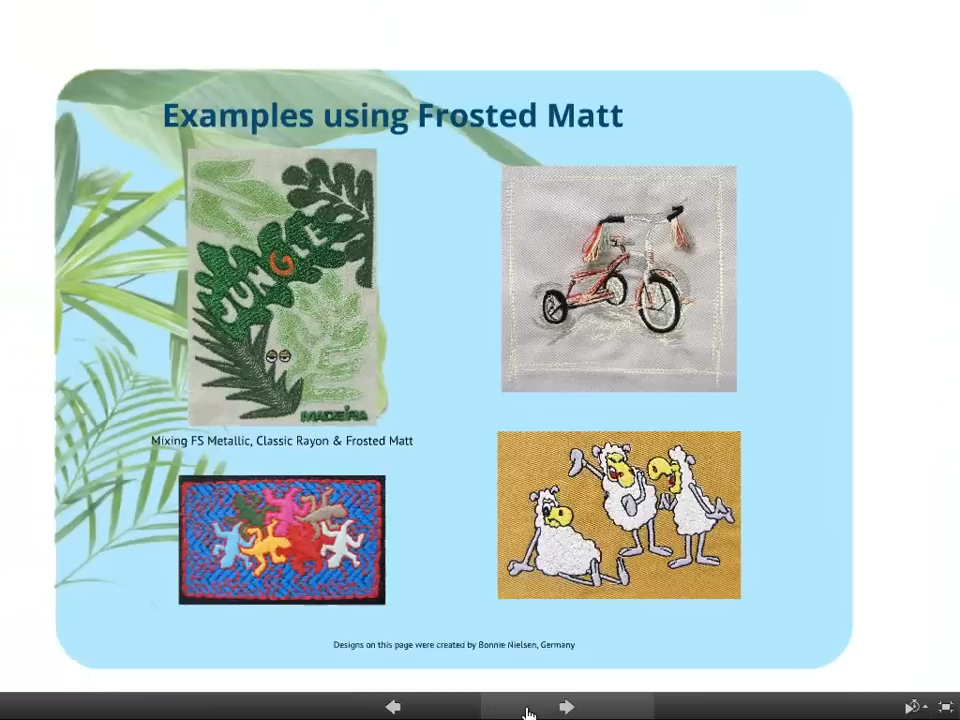 Examples using Frosted Matt
JUNGLE
MADEIRA
Mixing FS Metallic, Classic Rayon & Frosted Matt
Designs on this page were created by Bonnie Nielsen, Germany